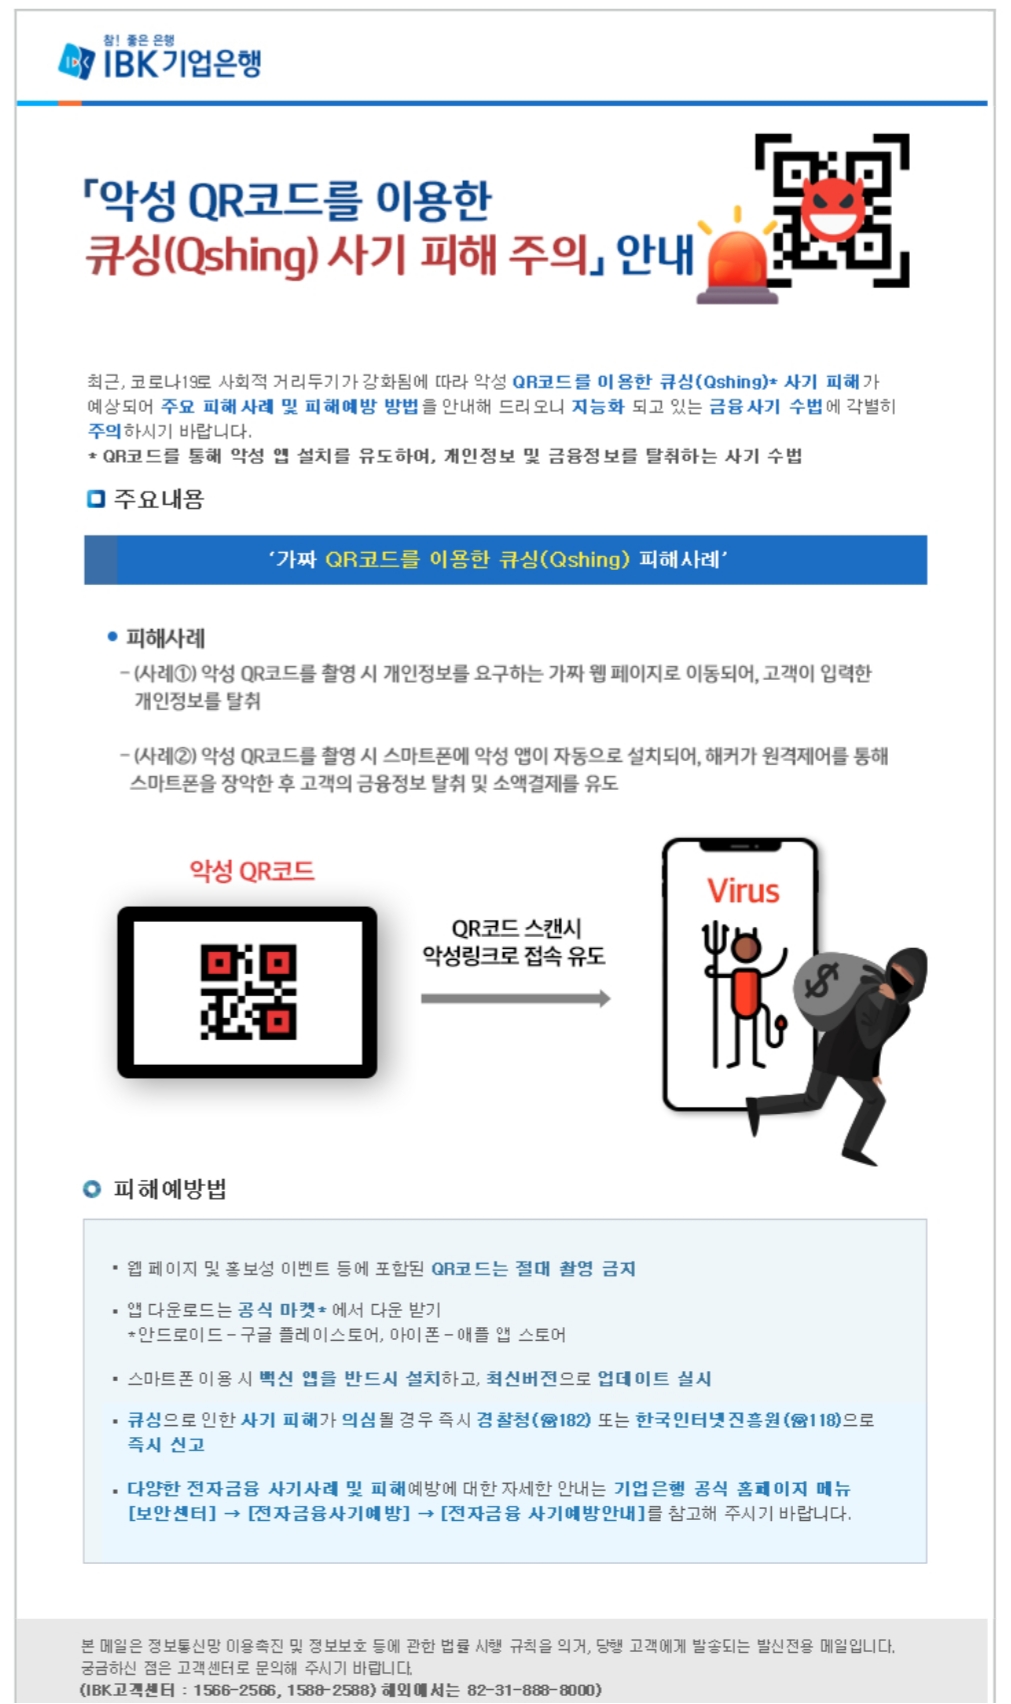 참! 좋은 은행
IBK기업은행
「악성 QR코드를 이용한
큐싱(Qshing) 사기 피해 주의」 안내
최근, 코로나19로 사회적 거리두기가 강화됨에 따라 악성 QR코드를 이용한 큐싱(Qshing)* 사기 피해가
예상되어 주요 피해사례 및 피해예방 방법을 안내해 드리오니 지능화 되고 있는 금융사기 수법에 각별히
주의하시기 바랍니다.
* QR코드를 통해 악성 앱 설치를 유도하여, 개인정보 및 금융정보를 탈취하는 사기 수법
주요내용
‘가짜 QR코드를 이용한 큐싱(Qshing) 피해사례’
• 피해사례
– (사례①) 악성 QR코드를 촬영 시 개인정보를 요구하는 가짜 웹 페이지로 이동되어, 고객이 입력한
개인정보를 탈취
– (사례②) 악성 QR코드를 촬영 시 스마트폰에 악성 앱이 자동으로 설치되어, 해커가 원격제어를 통해
스마트폰을 장악한 후 고객의 금융정보 탈취 및 소액결제를 유도
악성 QR코드
QR코드 스캔시
악성링크로 접속 유도
Virus
$
피해예방법
▪ 웹 페이지 및 홍보성 이벤트 등에 포함된 QR코드는 절대 촬영 금지
▪ 앱 다운로드는 공식 마켓* 에서 다운 받기
*안드로이드 – 구글 플레이스토어, 아이폰 – 애플 앱 스토어
▪ 스마트폰 이용 시 백신 앱을 반드시 설치하고, 최신버전으로 업데이트 실시
▪ 큐싱으로 인한 사기 피해가 의심될 경우 즉시 경찰청(☎182) 또는 한국인터넷진흥원(☎118)으로
즉시 신고
▪ 다양한 전자금융 사기사례 및 피해예방에 대한 자세한 안내는 기업은행 공식 홈페이지 메뉴
[보안센터] → [전자금융사기예방] → [전자금융 사기예방안내]를 참고해 주시기 바랍니다.
본 메일은 정보통신망 이용촉진 및 정보보호 등에 관한 법률 시행 규칙을 의거, 당행 고객에게 발송되는 발신전용 메일입니다.
궁금하신 점은 고객센터로 문의해 주시기 바랍니다.
(IBK고객센터 : 1566-2566, 1588-2588) 해외에서는 82-31-888-8000)